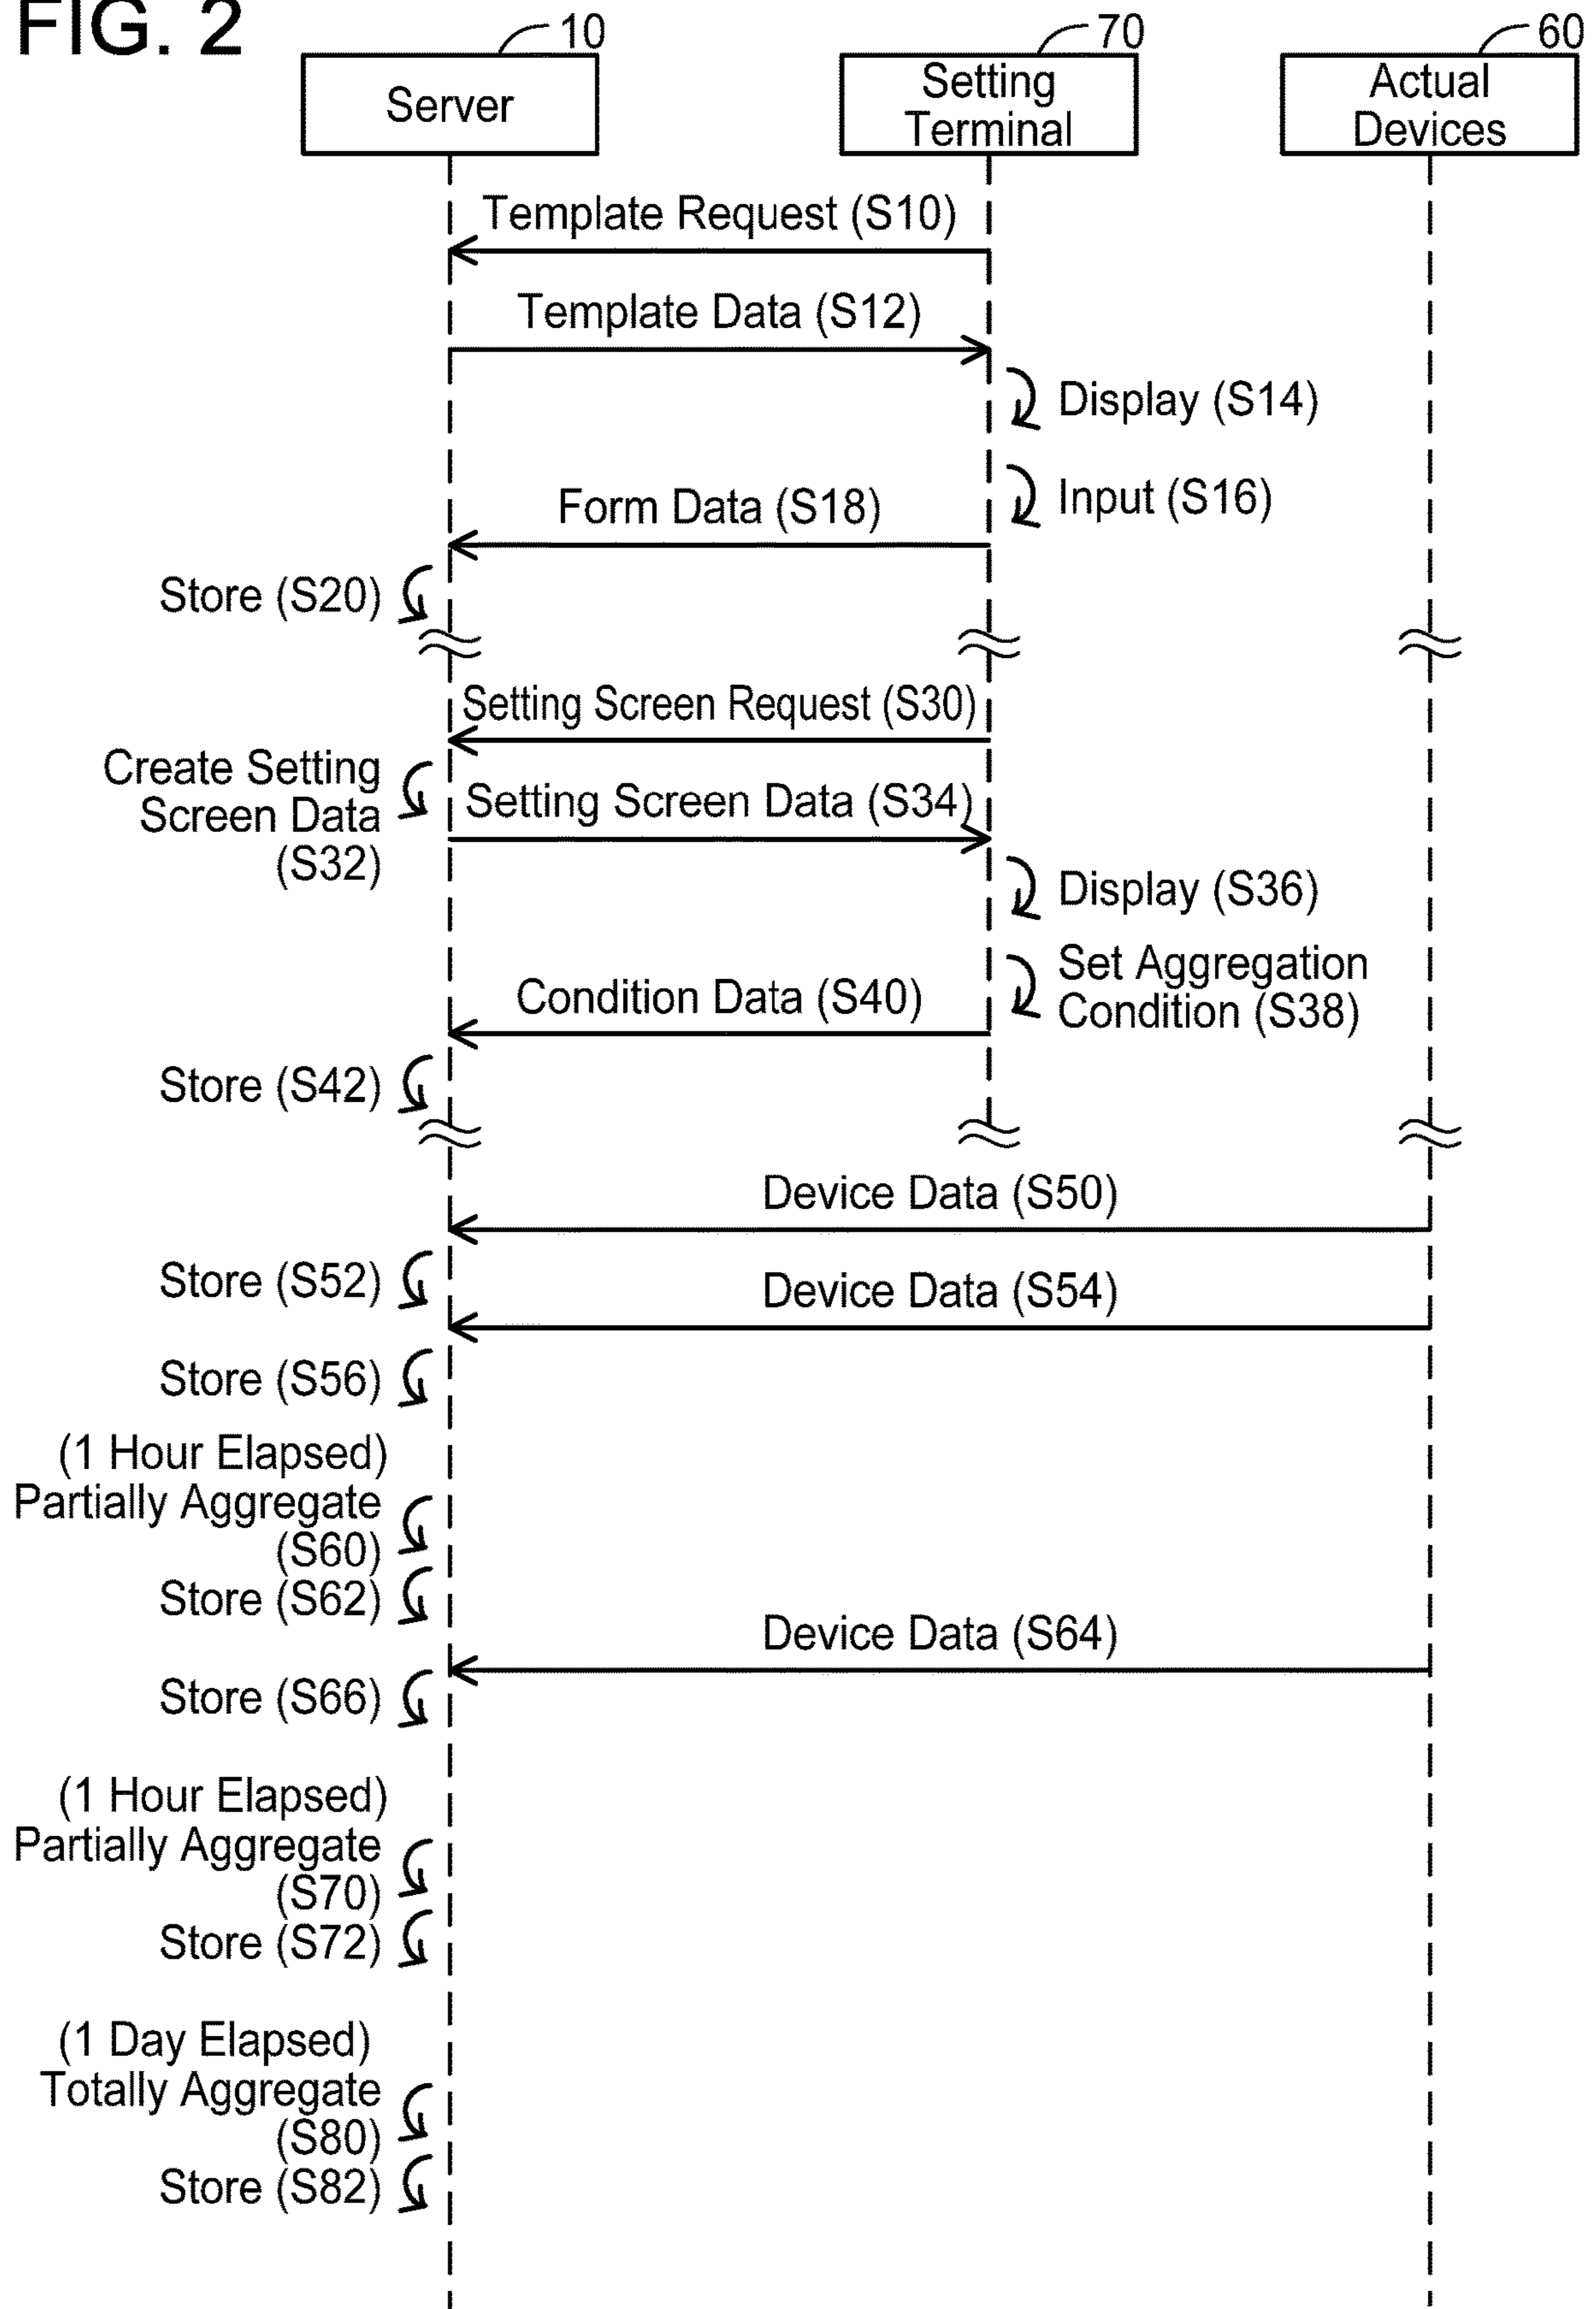 FIG. 2
10
70
60
Server
Setting
Terminal
Actual
Devices
Template Request (S10)
Template Data (S12)
Display (S14)
Input (S16)
Form Data (S18)
Store (S20)
Setting Screen Request (S30)
Create Setting
Screen Data
(S32)
Setting Screen Data (S34)
Display (S36)
Set Aggregation
Condition (S38)
Condition Data (S40)
Store (S42)
Device Data (S50)
Store (S52)
Device Data (S54)
Store (S56)
(1 Hour Elapsed)
Partially Aggregate
(S60)
Store (S62)
Device Data (S64)
Store (S66)
(1 Hour Elapsed)
Partially Aggregate
(S70)
Store (S72)
(1 Day Elapsed)
Totally Aggregate
(S80)
Store (S82)